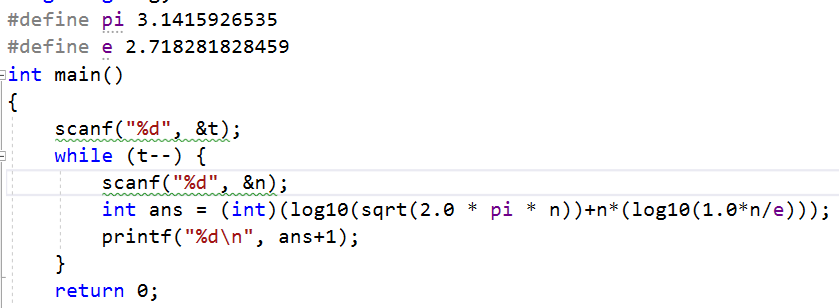 #define pi 3.1415926535
#define e 2.718281828459
int main()
{
scanf("%d", &t);
while (t--) {
scanf("%d", &n);
int ans = (int)(log10(sqrt(2.0 * pi * n))+n*(log10(1.0*n/e)));
printf("%d\n", ans+1);
}
return 0;